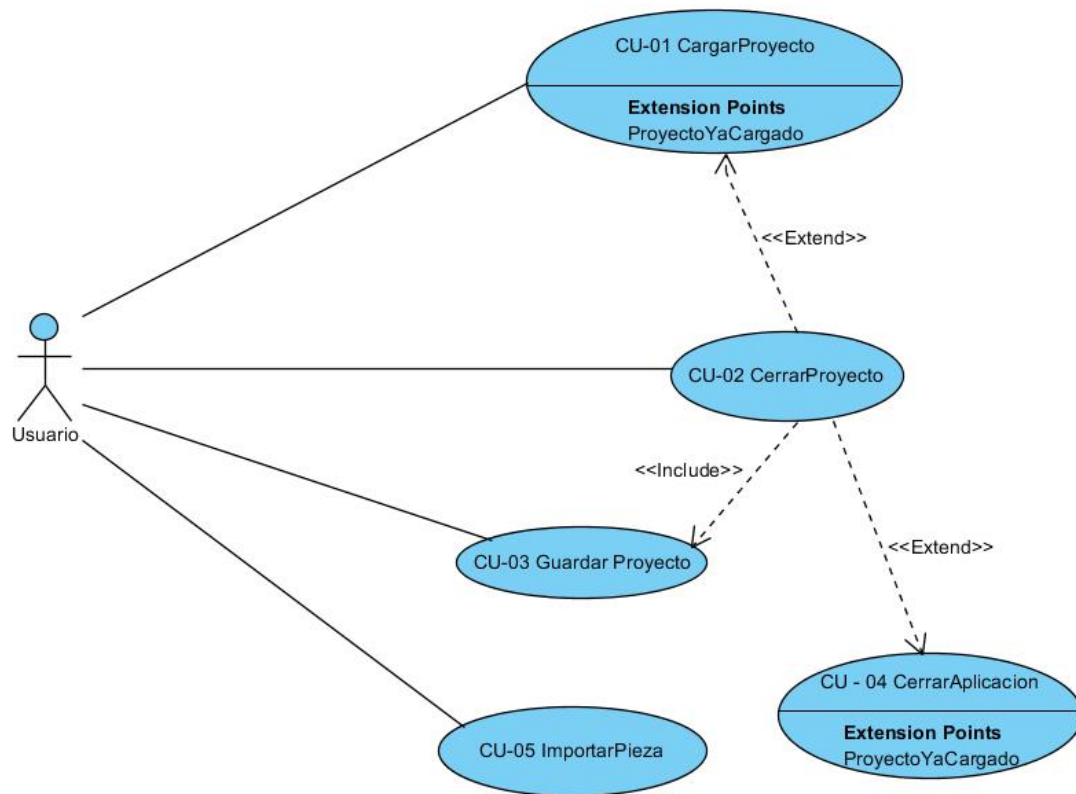 CU-01 CargarProyecto
Extension Points
ProyectoYaCargado
<<Extend>>
CU-02 CerrarProyecto
Usuario
<<Include>>
CU-03 Guardar Proyecto
<<Extend>>
CU - 04 CerrarAplicacion
Extension Points
ProyectoYaCargado
CU-05 ImportarPieza